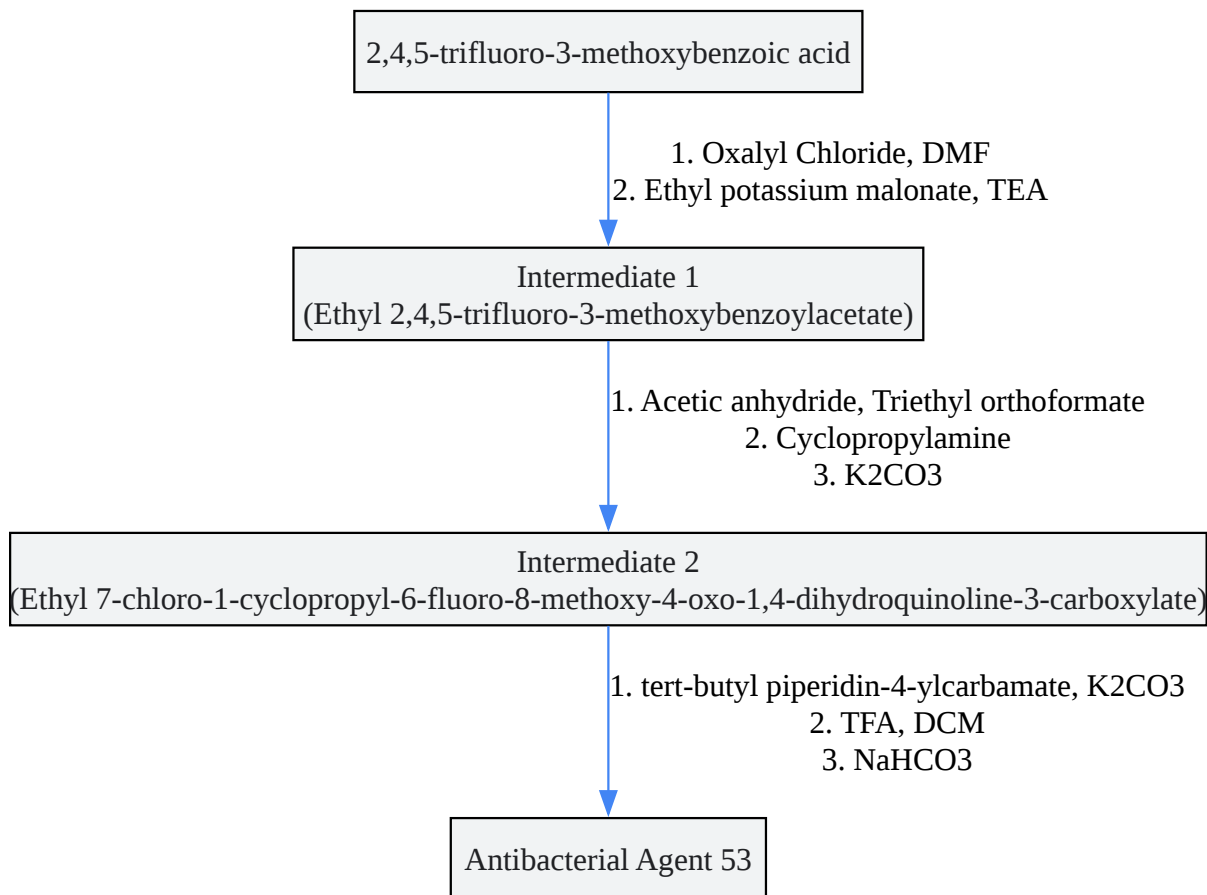 2,4,5-trifluoro-3-methoxybenzoic acid
1. Oxalyl Chloride, DMF
2. Ethyl potassium malonate, TEA
Intermediate 1
(Ethyl 2,4,5-trifluoro-3-methoxybenzoylacetate)
1. Acetic anhydride, Triethyl orthoformate
2. Cyclopropylamine
3. K2CO3
Intermediate 2
(Ethyl 7-chloro-1-cyclopropyl-6-fluoro-8-methoxy-4-oxo-1,4-dihydroquinoline-3-carboxylate)
1. tert-butyl piperidin-4-ylcarbamate, K2CO3
2. TFA, DCM
3. NaHCO3
Antibacterial Agent 53